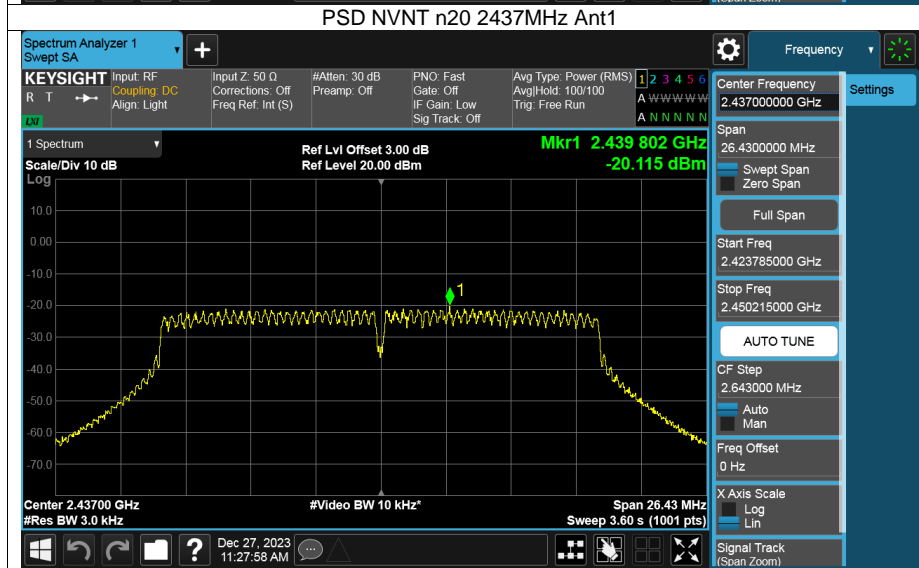 (Span Zoom)
PSD NVNT n20 2437MHz Ant1
Spectrum Analyzer 1
Swept SA
+
Frequency
KEYSIGHT
R T
LNI
Input: RF
Coupling: DC
Align: Light
Input Z: 50 Ω
Corrections: Off
Freq Ref: Int (S)
#Atten: 30 dB
Preamp: Off
PNO: Fast
Gate: Off
IF Gain: Low
Sig Track: Off
Avg Type: Power (RMS)
Avg|Hold: 100/100
Trig: Free Run
1 2 3 4 5 6
A W W W W W
A N N N N N
1 Spectrum
Scale/Div 10 dB
Log
Ref Lvl Offset 3.00 dB
Ref Level 20.00 dBm
Mkr1 2.439 802 GHz
-20.115 dBm
10.0
0.00
-10.0
-20.0
-30.0
-40.0
-50.0
-60.0
-70.0
1
Center 2.43700 GHz
#Res BW 3.0 kHz
#Video BW 10 kHz*
Span 26.43 MHz
Sweep 3.60 s (1001 pts)
Center Frequency
2.437000000 GHz
Settings
Span
26.4300000 MHz
Swept Span
Zero Span
Full Span
Start Freq
2.423785000 GHz
Stop Freq
2.450215000 GHz
AUTO TUNE
CF Step
2.643000 MHz
Auto
Man
Freq Offset
0 Hz
X Axis Scale
Log
Lin
Signal Track
(Span Zoom)
?
Dec 27, 2023
11:27:58 AM